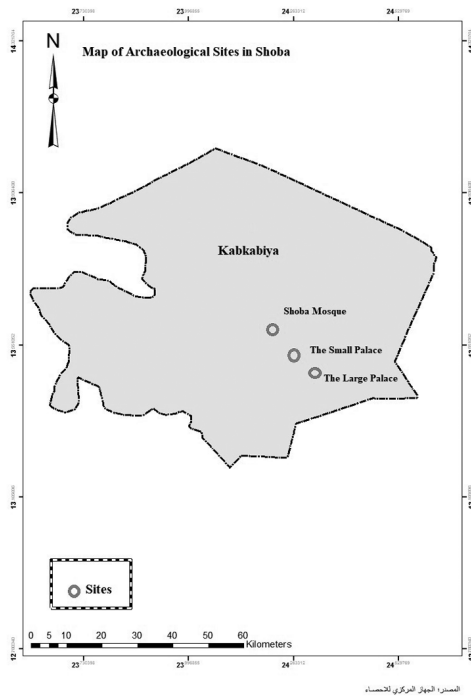 N
Map of Archaeological Sites in Shoba
Kabkabiya
Shoba Mosque
The Small Palace
The Large Palace
Sites
0 5 10 20 30 40 50 60
Kilometers
المصدر: الجهاز المركزي للاحصاء